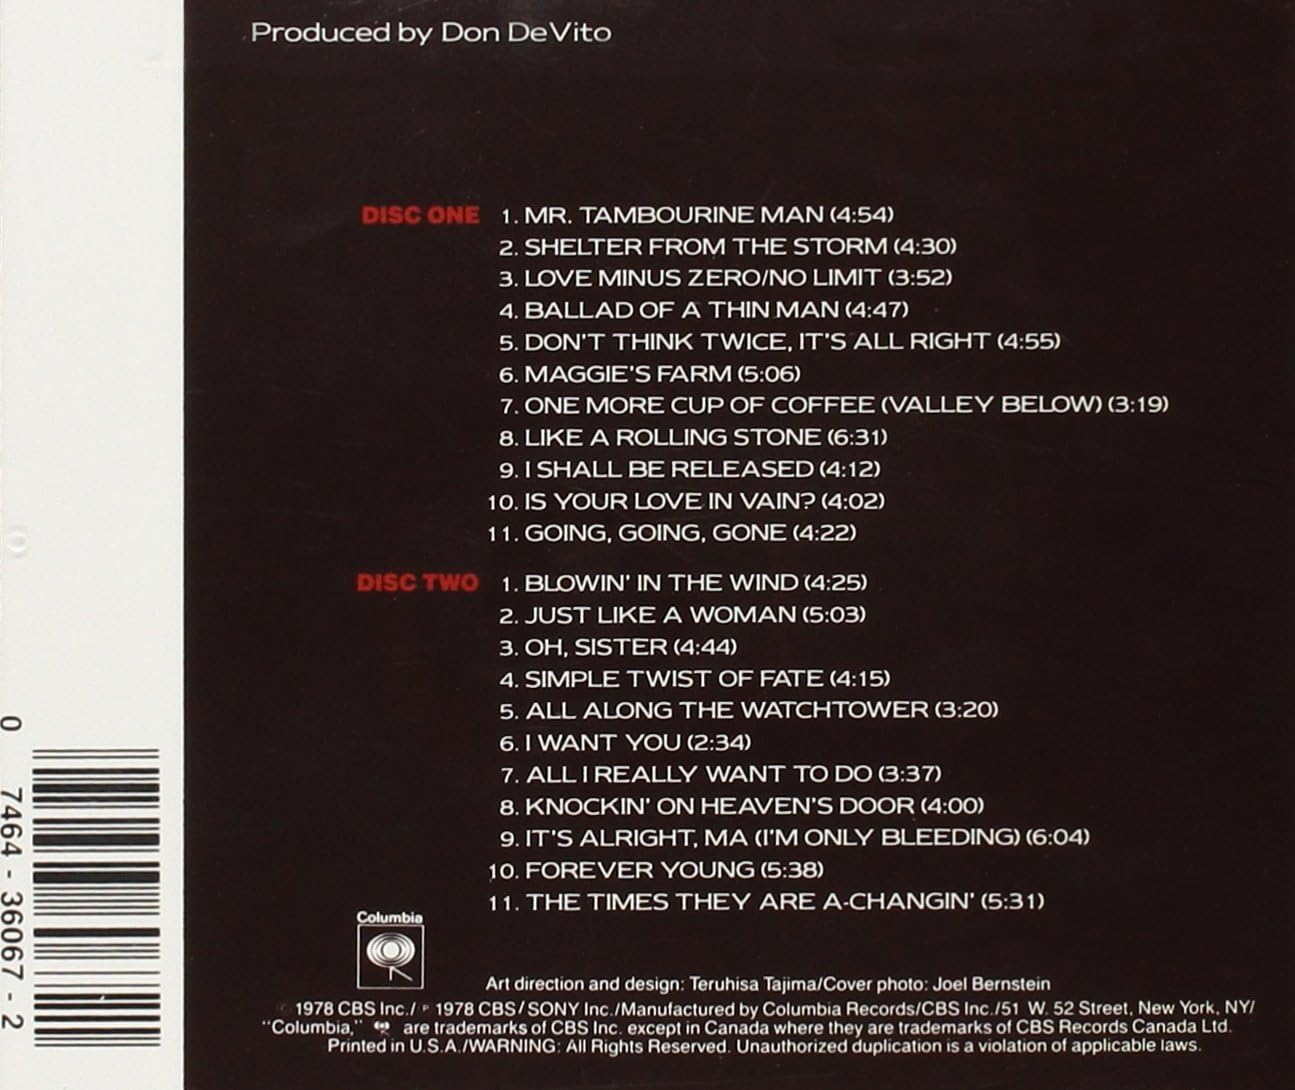 Produced by Don DeVito
DISC ONE 1. MR. TAMBOURINE MAN (4:54)
2. SHELTER FROM THE STORM (4:30)
3. LOVE MINUS ZERO/NO LIMIT (3:52)
4. BALLAD OF A THIN MAN (4:47)
5. DON'T THINK TWICE, IT'S ALL RIGHT (4:55)
6. MAGGIE'S FARM (5:06)
7. ONE MORE CUP OF COFFEE (VALLEY BELOW) (3:19)
8. LIKE A ROLLING STONE (6:31)
9. I SHALL BE RELEASED (4:12)
10. IS YOUR LOVE IN VAIN? (4:02)
11. GOING, GOING, GONE (4:22)
DISC TWO 1. BLOWIN' IN THE WIND (4:25)
2. JUST LIKE A WOMAN (5:03)
3. OH, SISTER (4:44)
4. SIMPLE TWIST OF FATE (4:15)
5. ALL ALONG THE WATCHTOWER (3:20)
6. I WANT YOU (2:34)
7. ALL I REALLY WANT TO DO (3:37)
8. KNOCKIN' ON HEAVEN'S DOOR (4:00)
9. IT'S ALRIGHT, MA (I'M ONLY BLEEDING) (6:04)
10. FOREVER YOUNG (5:38)
11. THE TIMES THEY ARE A-CHANGIN' (5:31)
Columbia
Art direction and design: Teruhisa Tajima/Cover photo: Joel Bernstein
© 1978 CBS Inc./ ℗ 1978 CBS/SONY Inc./Manufactured by Columbia Records/CBS Inc./51 W. 52 Street, New York, NY/
"Columbia," are trademarks of CBS Inc. except in Canada where they are trademarks of CBS Records Canada Ltd.
Printed in U.S.A./WARNING: All Rights Reserved. Unauthorized duplication is a violation of applicable laws.
0 7464-36067-2